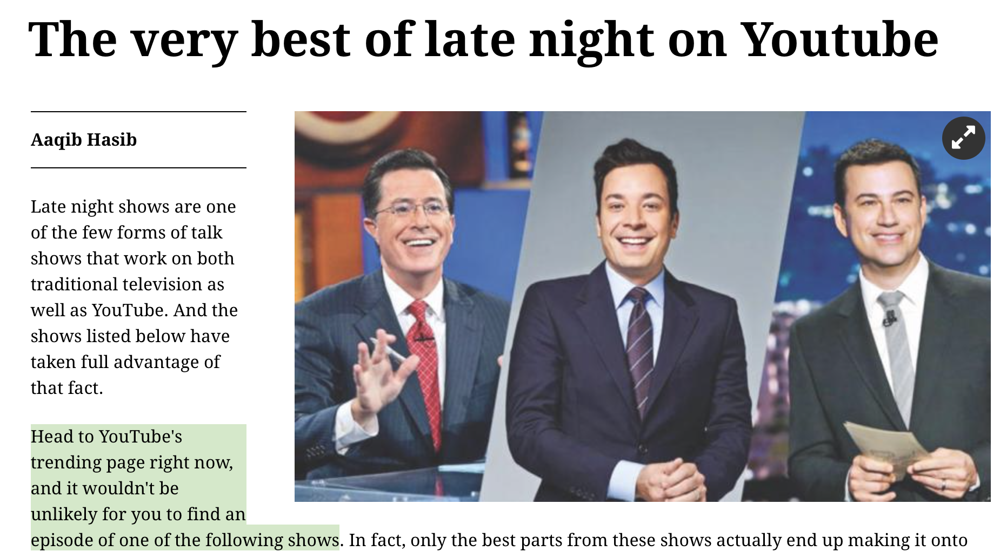 The very best of late night on Youtube
Aaqib Hasib
Late night shows are one
of the few forms of talk
shows that work on both
traditional television as
well as YouTube. And the
shows listed below have
taken full advantage of
that fact.
Head to YouTube's
trending page right now,
and it wouldn't be
unlikely for you to find an
episode of one of the following shows. In fact, only the best parts from these shows actually end up making it onto